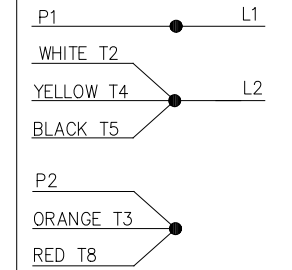 P1 L1
WHITE T2
YELLOW T4 L2
BLACK T5
P2
ORANGE T3
RED T8